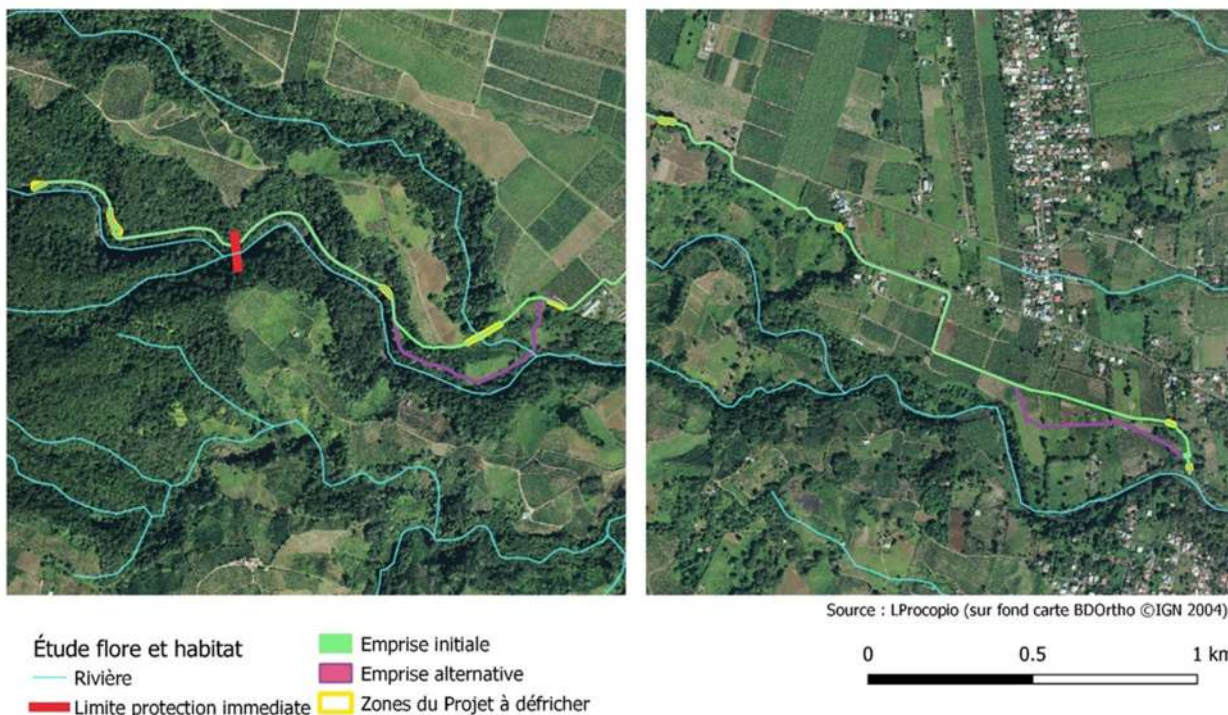 Source : LProcopio (sur fond carte BDOrtho ©IGN 2004)
Étude flore et habitat
Rivière
Limite protection immediate
Emprise initiale
Emprise alternative
Zones du Projet à défricher
0 0.5 1 km